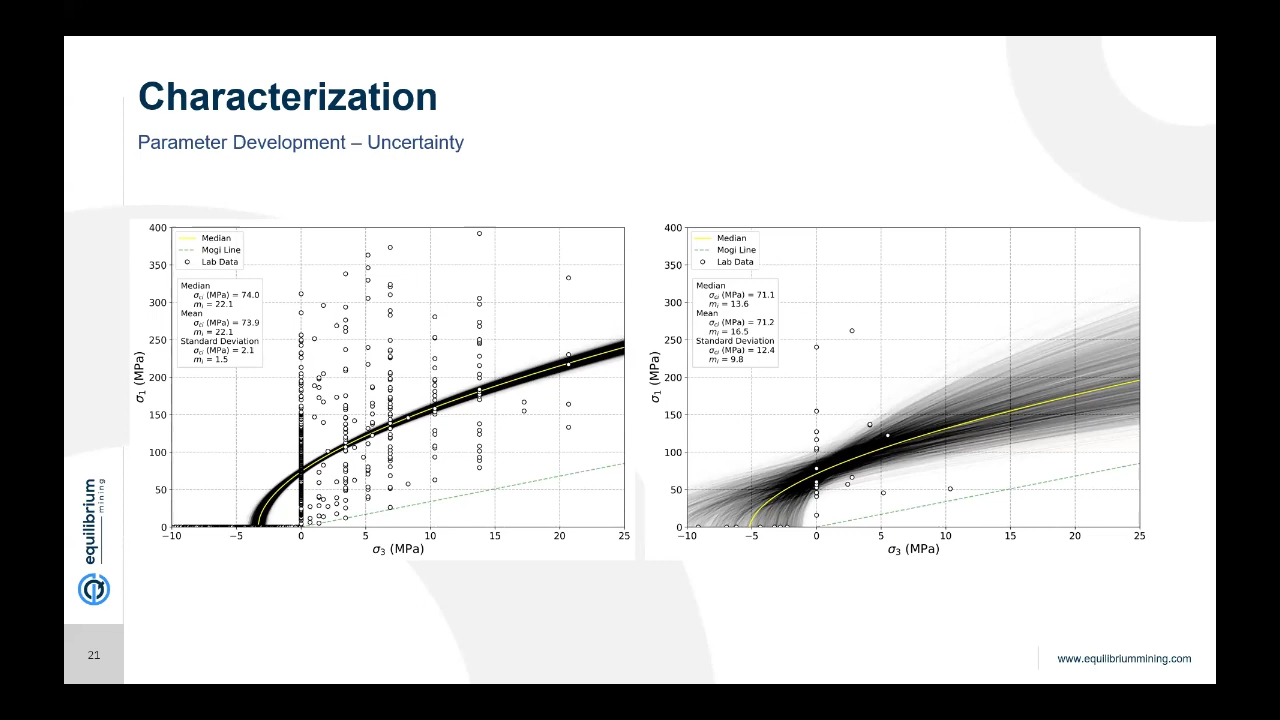 Characterization
Parameter Development – Uncertainty
400
350
300
250
200
150
100
50
0
σ1 (MPa)
Median
Mogi Line
Lab Data
Median
σci (MPa) = 74.0
mi = 22.1
Mean
σci (MPa) = 73.9
mi = 22.1
Standard Deviation
σci (MPa) = 2.1
mi = 1.5
−10
−5
0
5
10
15
20
25
σ3 (MPa)
400
350
300
250
200
150
100
50
0
σ1 (MPa)
Median
Mogi Line
Lab Data
Median
σci (MPa) = 71.1
mi = 13.6
Mean
σci (MPa) = 71.2
mi = 16.5
Standard Deviation
σci (MPa) = 12.4
mi = 9.8
−10
−5
0
5
10
15
20
25
σ3 (MPa)
equilibrium
mining
21
www.equilibriummining.com